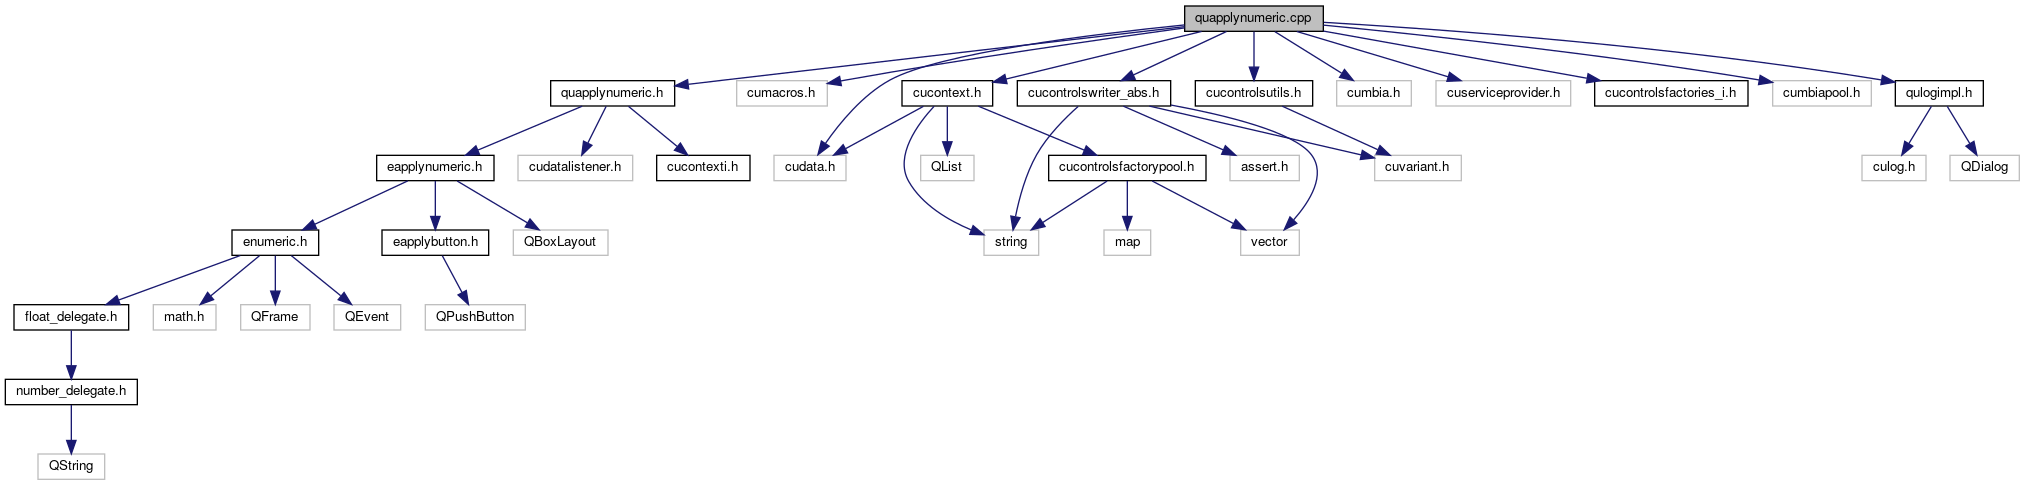 quapplynumeric.cpp
quapplynumeric.h
cumacros.h
cucontext.h
cucontrolswriter_abs.h
cucontrolsutils.h
cumbia.h
cuserviceprovider.h
cucontrolsfactories_i.h
cumbiapool.h
qulogimpl.h
eapplynumeric.h
cudatalistener.h
cucontexti.h
cudata.h
QList
cucontrolsfactorypool.h
assert.h
cuvariant.h
culog.h
QDialog
enumeric.h
eapplybutton.h
QBoxLayout
string
map
vector
float_delegate.h
math.h
QFrame
QEvent
QPushButton
number_delegate.h
QString